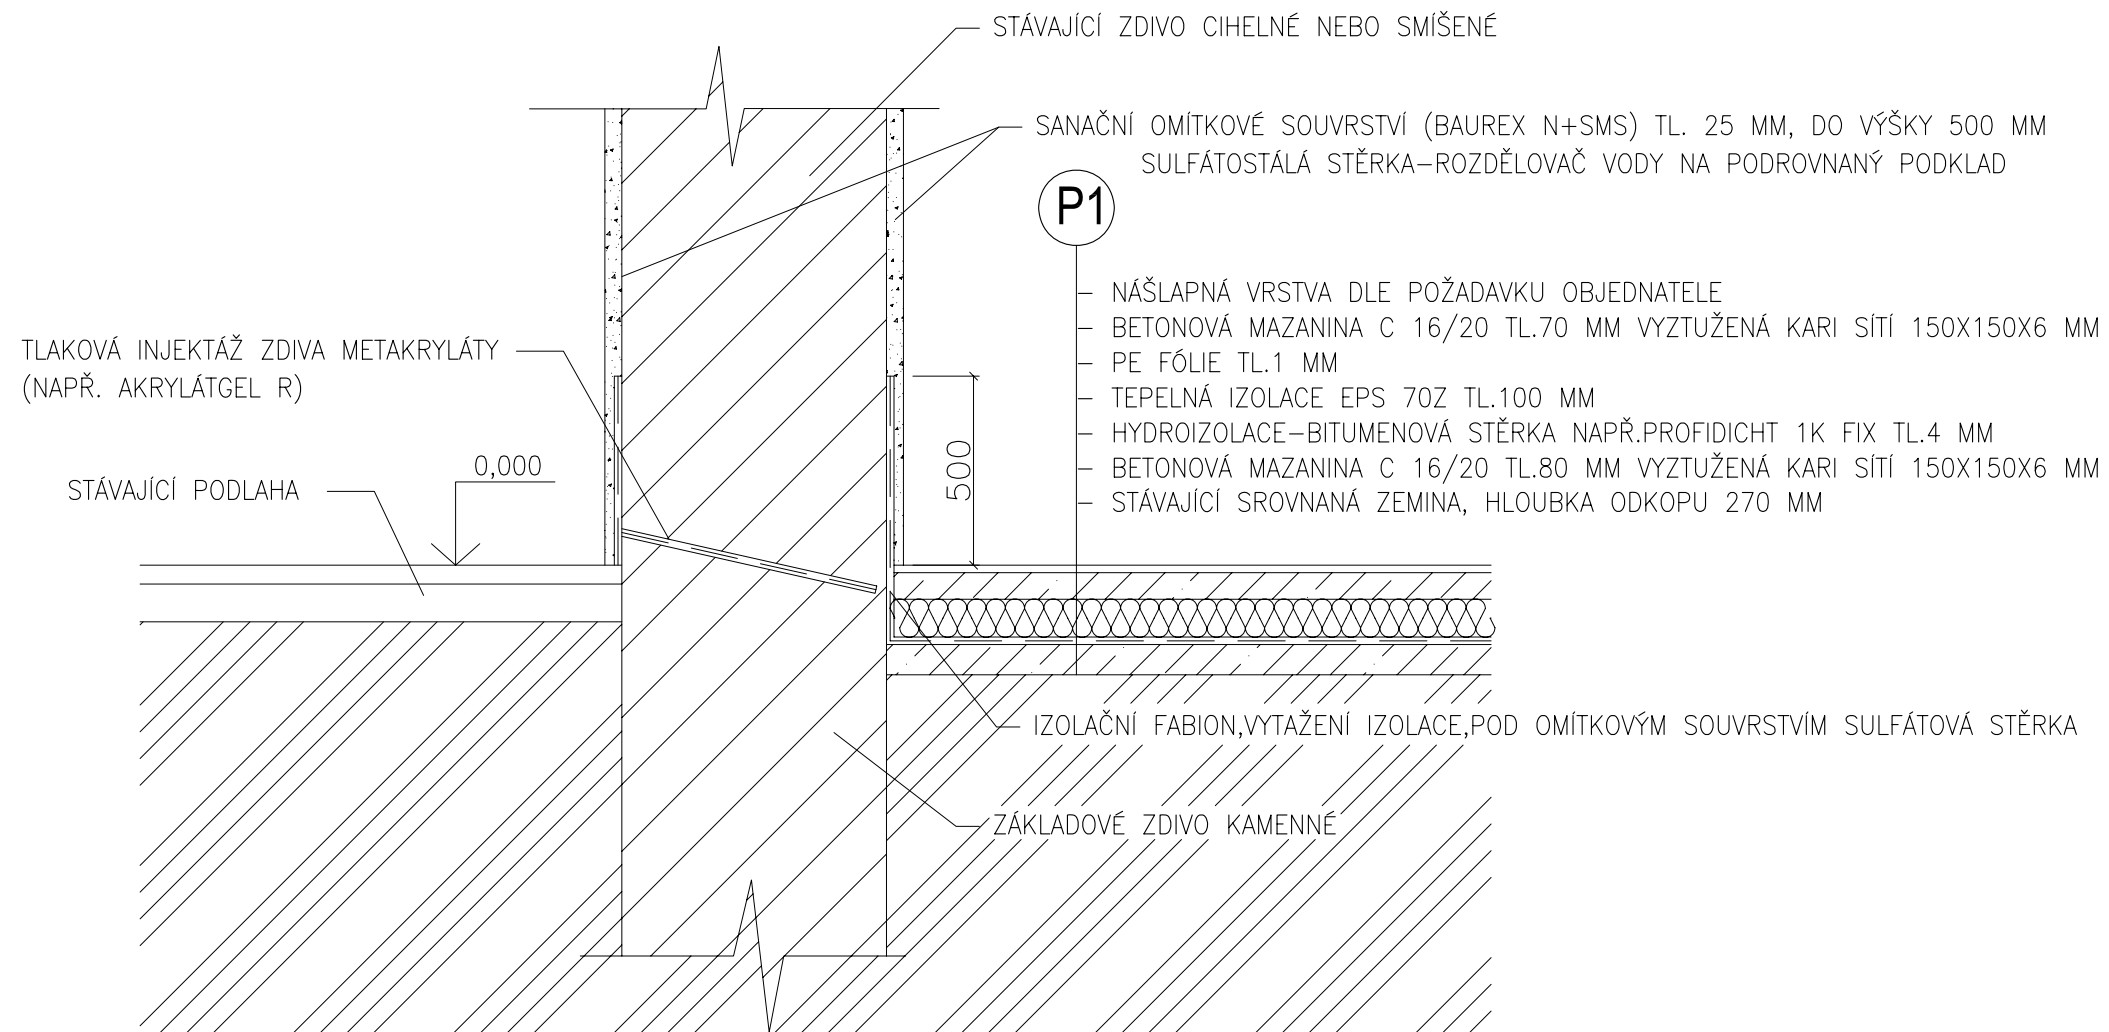 STÁVAJÍCÍ ZDIVO CIHELNÉ NEBO SMÍŠENÉ
SANAČNÍ OMÍTKOVÉ SOUVRSTVÍ (BAUREX N+SMS) TL. 25 MM, DO VÝŠKY 500 MM
SULFÁTOSTÁLÁ STĚRKA-ROZDĚLOVAČ VODY NA PODROVNANÝ PODKLAD
P1
NÁŠLAPNÁ VRSTVA DLE POŽADAVKU OBJEDNATELE
BETONOVÁ MAZANINA C 16/20 TL.70 MM VYZTUŽENÁ KARI SÍTÍ 150X150X6 MM
PE FÓLIE TL.1 MM
TEPELNÁ IZOLACE EPS 70Z TL.100 MM
HYDROIZOLACE-BITUMENOVÁ STĚRKA NAPŘ.PROFIDICHT 1K FIX TL.4 MM
BETONOVÁ MAZANINA C 16/20 TL.80 MM VYZTUŽENÁ KARI SÍTÍ 150X150X6 MM
STÁVAJÍCÍ SROVNANÁ ZEMINA, HLOUBKA ODKOPU 270 MM
TLAKOVÁ INJEKTÁŽ ZDIVA METAKRYLÁTY
(NAPŘ. AKRYLÁTGEL R)
0,000
STÁVAJÍCÍ PODLAHA
500
IZOLAČNÍ FABION,VYTAŽENÍ IZOLACE,POD OMÍTKOVÝM SOUVRSTVÍM SULFÁTOVÁ STĚRKA
ZÁKLADOVÉ ZDIVO KAMENNÉ